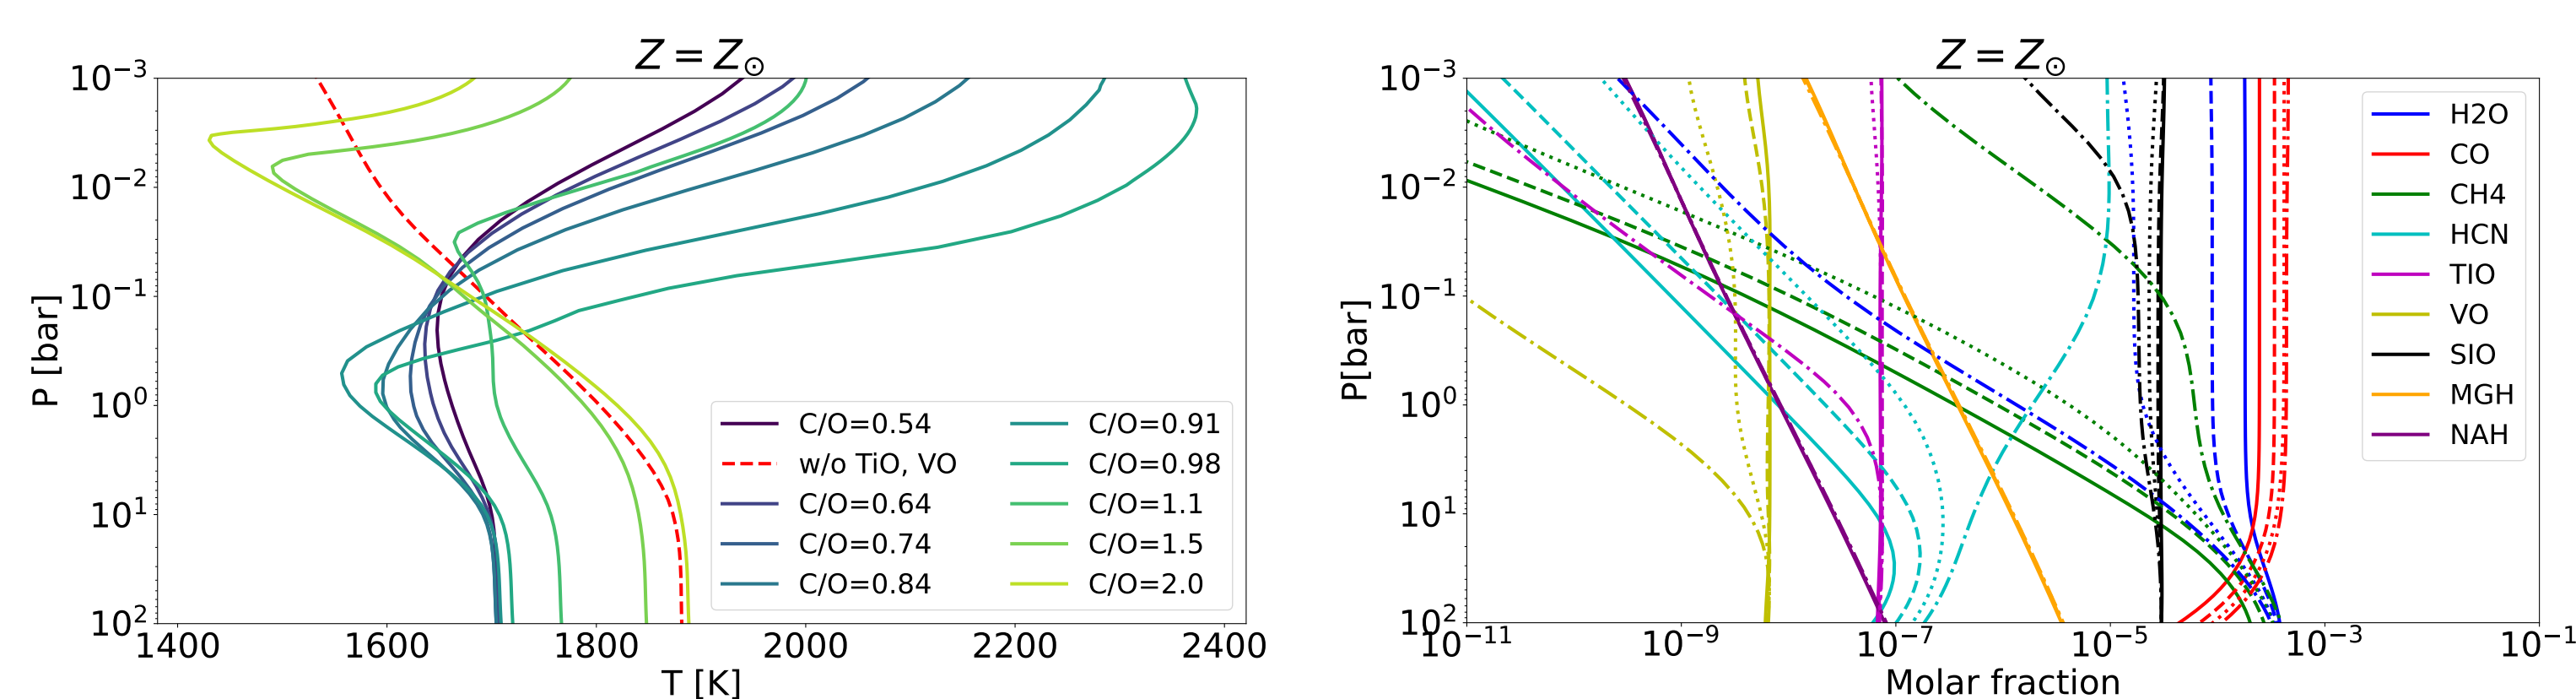 Z = Z☉
10⁻³
10⁻²
10⁻¹
10⁰
10¹
10²
P [bar]
1400 1600 1800 2000 2200 2400
T [K]
C/O=0.54
w/o TiO, VO
C/O=0.64
C/O=0.74
C/O=0.84
C/O=0.91
C/O=0.98
C/O=1.1
C/O=1.5
C/O=2.0
Z = Z☉
10⁻³
10⁻²
10⁻¹
10⁰
10¹
10²
P[bar]
10⁻¹¹ 10⁻⁹ 10⁻⁷ 10⁻⁵ 10⁻³ 10⁻¹
Molar fraction
H2O
CO
CH4
HCN
TIO
VO
SIO
MGH
NAH